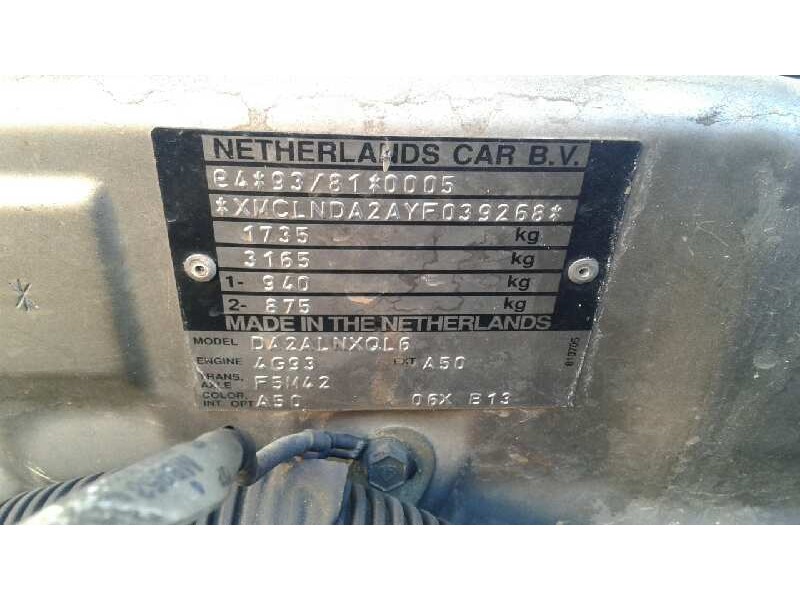 NETHERLANDS CAR B.V.
e4*93/81*0005
*XMCLNDA2AYF039268*
1735 kg
3165 kg
1- 940 kg
2- 875 kg
MADE IN THE NETHERLANDS
MODEL DA2ALNXQL6
ENGINE 4G93 EXT A50
TRANS. AXLE F5M42
COLOR. INT. OPT A50 06X B13